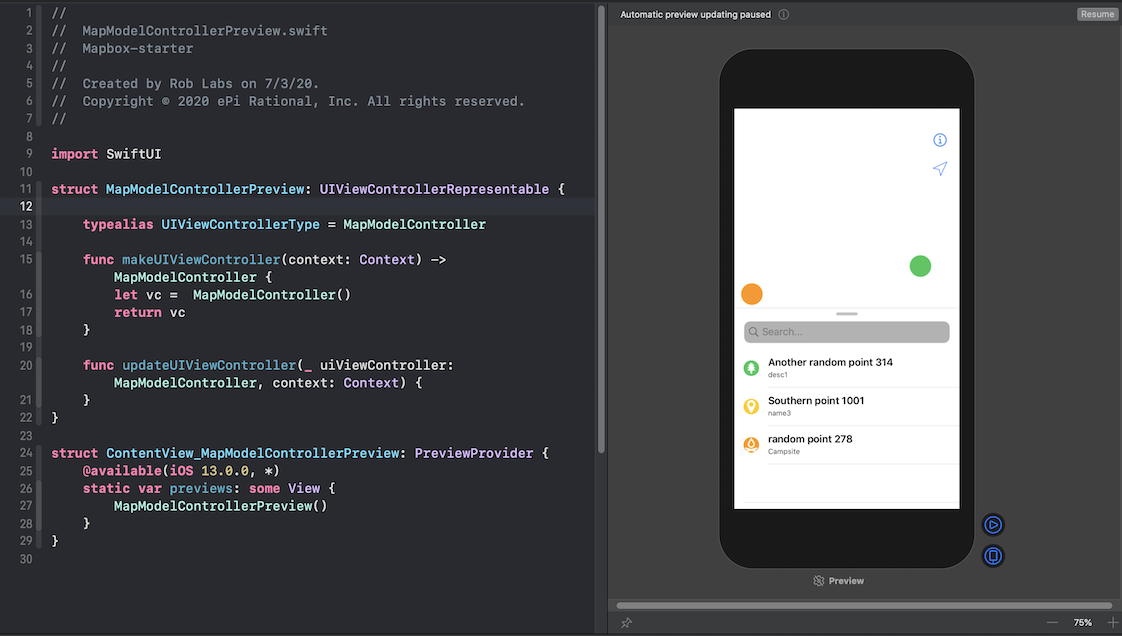 1 //
2 //  MapModelControllerPreview.swift
3 //  Mapbox-starter
4 //
5 //  Created by Rob Labs on 7/3/20.
6 //  Copyright © 2020 ePi Rational, Inc. All rights reserved.
7 //
8
9 import SwiftUI
10
11 struct MapModelControllerPreview: UIViewControllerRepresentable {
12
13     typealias UIViewControllerType = MapModelController
14
15     func makeUIViewController(context: Context) ->
        MapModelController {
16         let vc =  MapModelController()
17         return vc
18     }
19
20     func updateUIViewController(_ uiViewController:
        MapModelController, context: Context) {
21     }
22 }
23
24 struct ContentView_MapModelControllerPreview: PreviewProvider {
25     @available(iOS 13.0.0, *)
26     static var previews: some View {
27         MapModelControllerPreview()
28     }
29 }
30
Automatic preview updating paused
Resume
Search...
Another random point 314
desc1
Southern point 1001
name3
random point 278
Campsite
Preview
75%